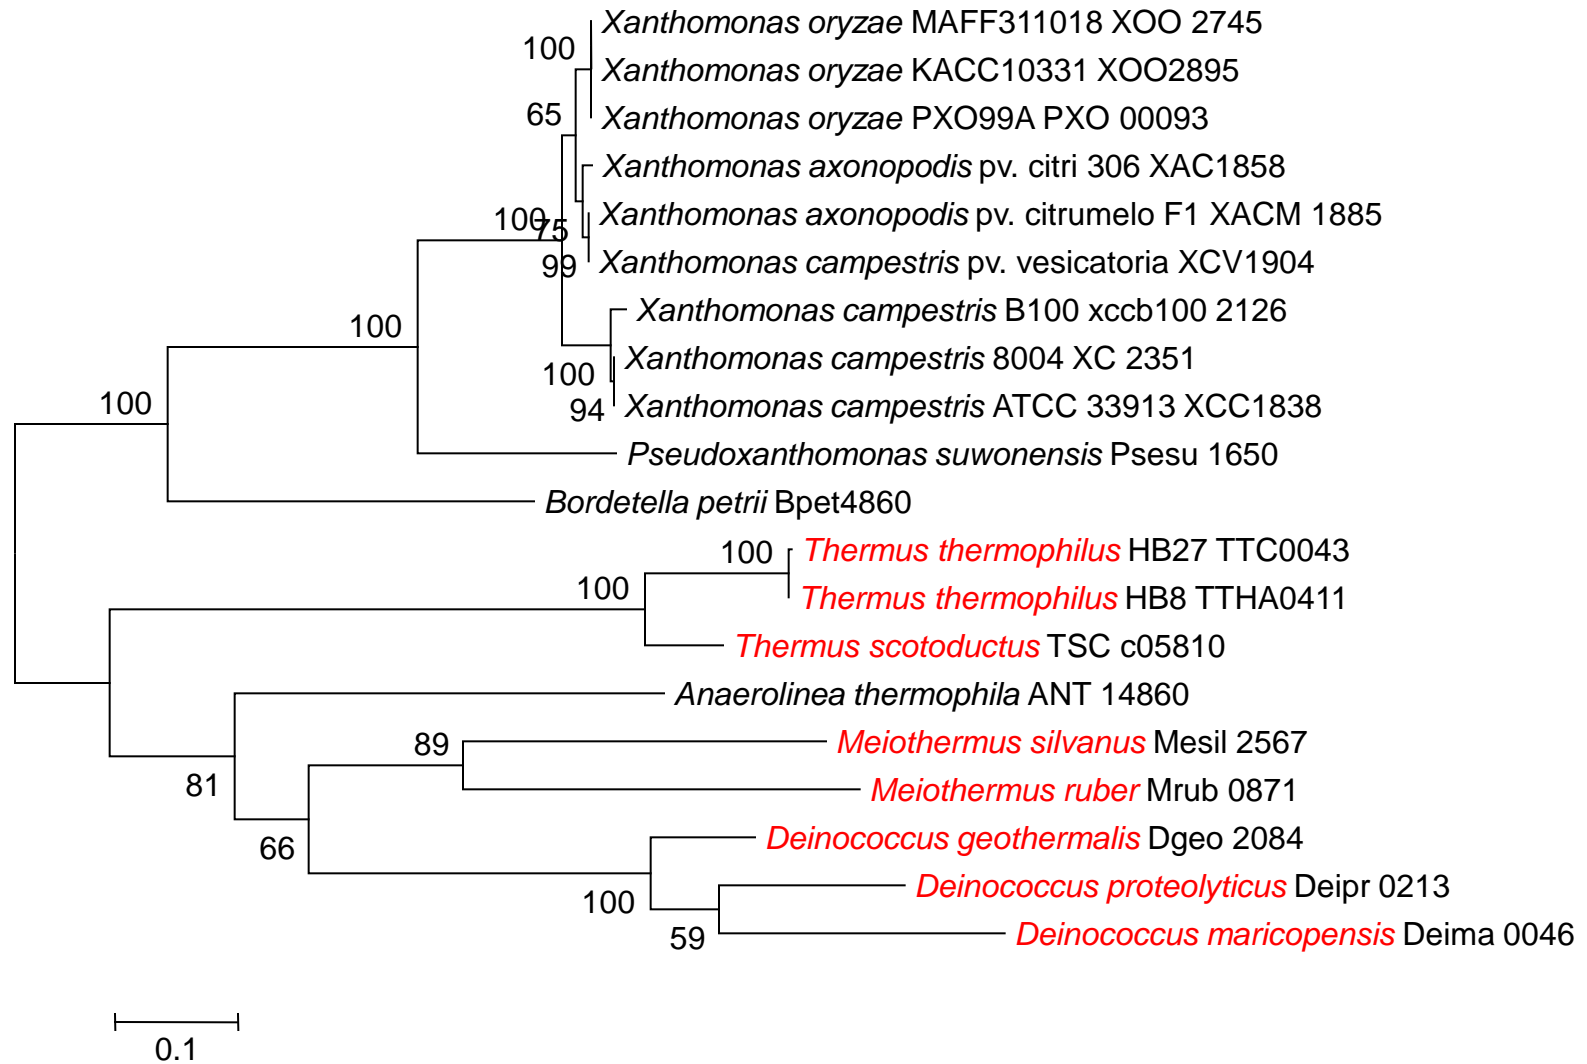 Xanthomonas oryzae MAFF311018 XOO 2745
100
Xanthomonas oryzae KACC10331 XOO2895
65
Xanthomonas oryzae PXO99A PXO 00093
Xanthomonas axonopodis pv. citri 306 XAC1858
100
75
Xanthomonas axonopodis pv. citrumelo F1 XACM 1885
99
Xanthomonas campestris pv. vesicatoria XCV1904
Xanthomonas campestris B100 xccb100 2126
100
Xanthomonas campestris 8004 XC 2351
100
94
Xanthomonas campestris ATCC 33913 XCC1838
100
Pseudoxanthomonas suwonensis Psesu 1650
Bordetella petrii Bpet4860
100
Thermus thermophilus HB27 TTC0043
100
Thermus thermophilus HB8 TTHA0411
Thermus scotoductus TSC c05810
Anaerolinea thermophila ANT 14860
89
Meiothermus silvanus Mesil 2567
81
Meiothermus ruber Mrub 0871
66
Deinococcus geothermalis Dgeo 2084
100
Deinococcus proteolyticus Deipr 0213
59
Deinococcus maricopensis Deima 0046
0.1